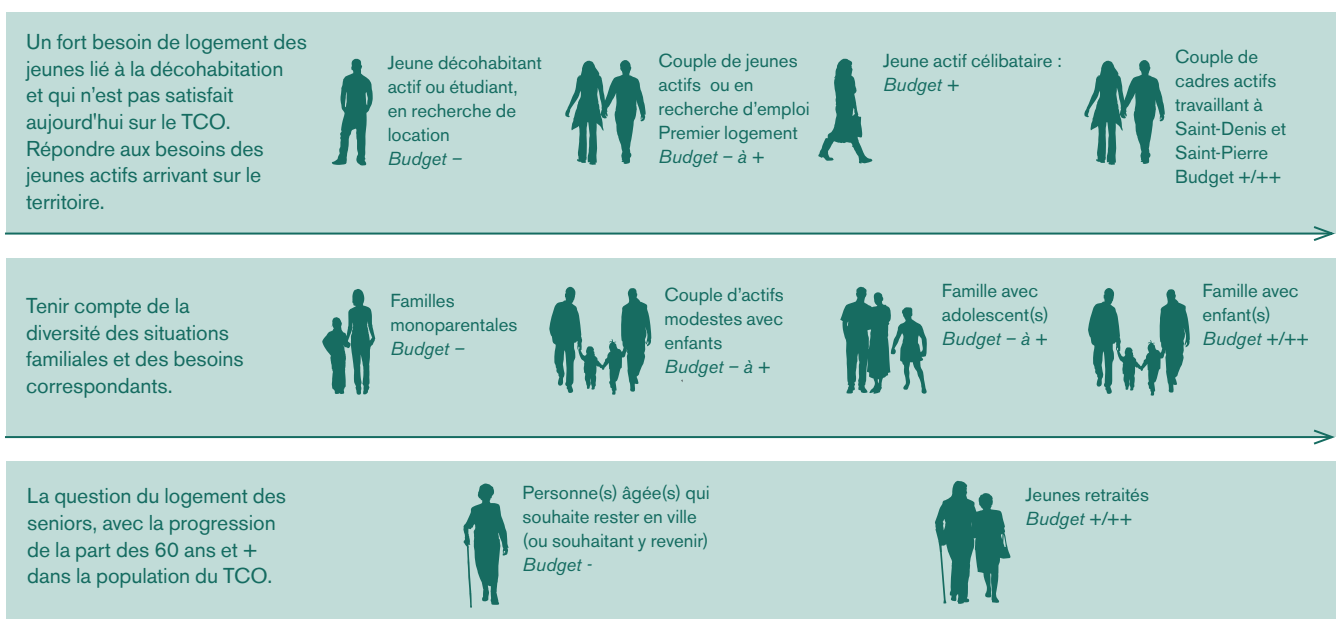 Un fort besoin de logement des
jeunes lié à la décohabitation
et qui n'est pas satisfait
aujourd'hui sur le TCO.
Répondre aux besoins des
jeunes actifs arrivant sur le
territoire.
Jeune décohabitant
actif ou étudiant,
en recherche de
location
Budget –
Couple de jeunes
actifs ou en
recherche d'emploi
Premier logement
Budget – à +
Jeune actif célibataire :
Budget +
Couple de
cadres actifs
travaillant à
Saint-Denis et
Saint-Pierre
Budget +/++
Tenir compte de la
diversité des situations
familiales et des besoins
correspondants.
Familles
monoparentales
Budget –
Couple d'actifs
modestes avec
enfants
Budget – à +
Famille avec
adolescent(s)
Budget – à +
Famille avec
enfant(s)
Budget +/++
La question du logement des
seniors, avec la progression
de la part des 60 ans et +
dans la population du TCO.
Personne(s) âgée(s) qui
souhaite rester en ville
(ou souhaitant y revenir)
Budget -
Jeunes retraités
Budget +/++